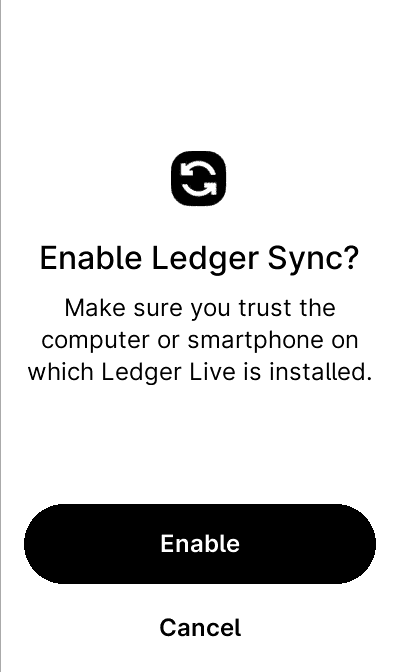 Enable Ledger Sync?
Make sure you trust the
computer or smartphone on
which Ledger Live is installed.
Enable
Cancel